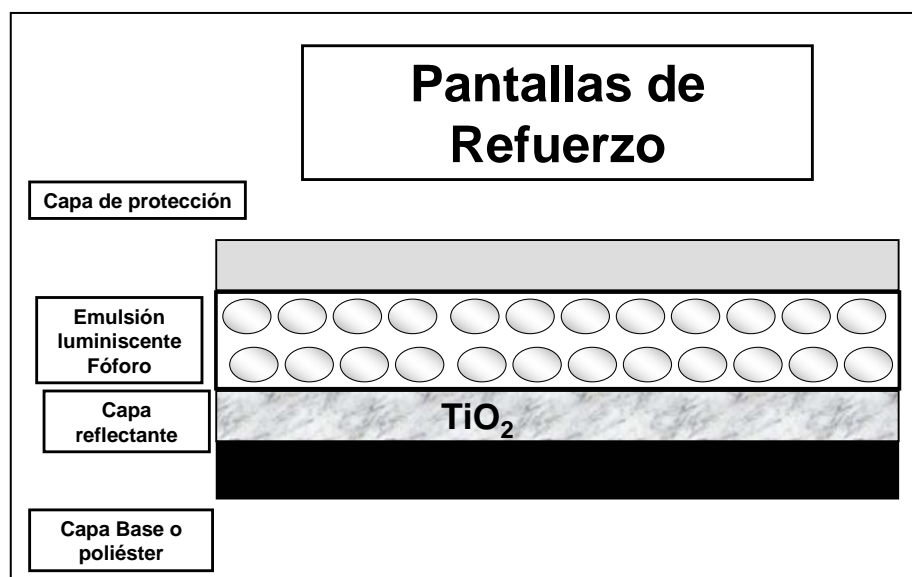 Pantallas de
Refuerzo
Capa de protección
Emulsión
luminiscente
Fóforo
Capa
reflectante
TiO₂
Capa Base o
poliéster